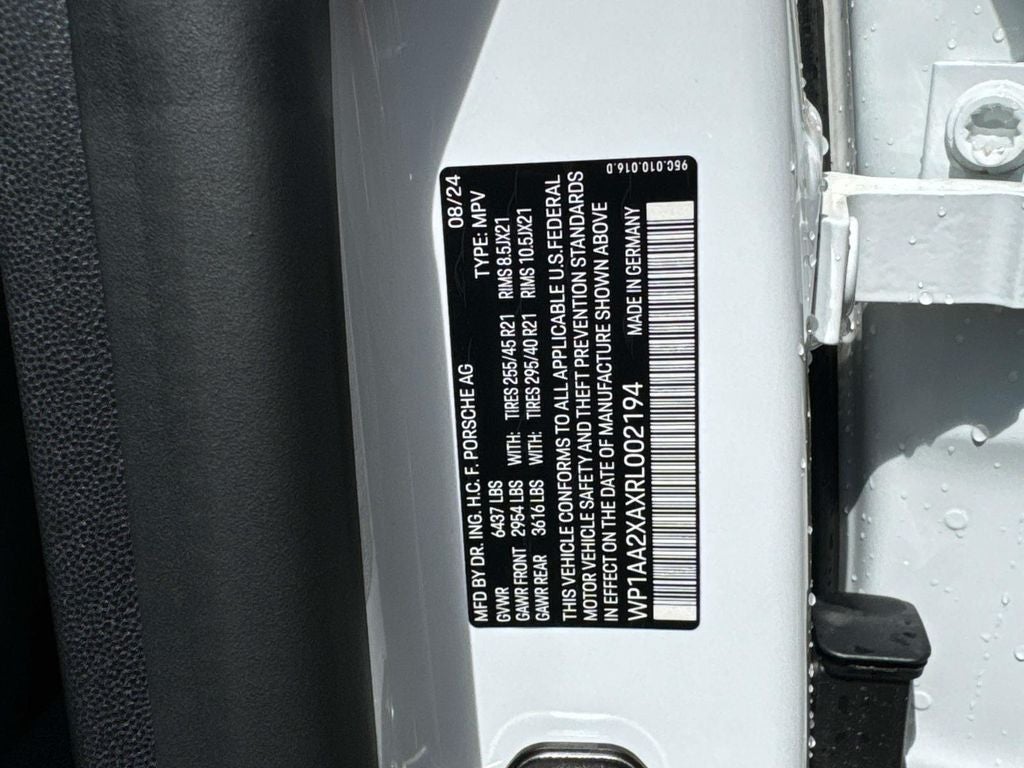 95C.010.016.D
MFD BY DR. ING. H.C. F. PORSCHE AG 08/24
GVWR 6437 LBS TYPE: MPV
GAWR FRONT 2954 LBS WITH: TIRES 255/45 R21 RIMS 8.5JX21
GAWR REAR 3616 LBS WITH: TIRES 295/40 R21 RIMS 10.5JX21
THIS VEHICLE CONFORMS TO ALL APPLICABLE U.S.FEDERAL
MOTOR VEHICLE SAFETY AND THEFT PREVENTION STANDARDS
IN EFFECT ON THE DATE OF MANUFACTURE SHOWN ABOVE
WP1AA2XAXRL002194 MADE IN GERMANY